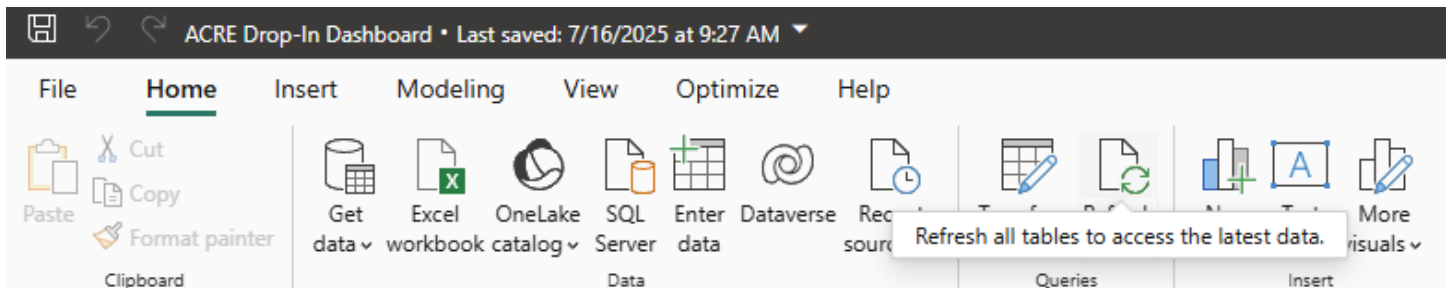 ACRE Drop-In Dashboard • Last saved: 7/16/2025 at 9:27 AM
File Home Insert Modeling View Optimize Help
Paste
Cut
Copy
Format painter
Clipboard
Get data
Excel workbook
OneLake catalog
SQL Server
Enter data
Dataverse
Data
Refresh all tables to access the latest data.
Queries
More visuals
Insert